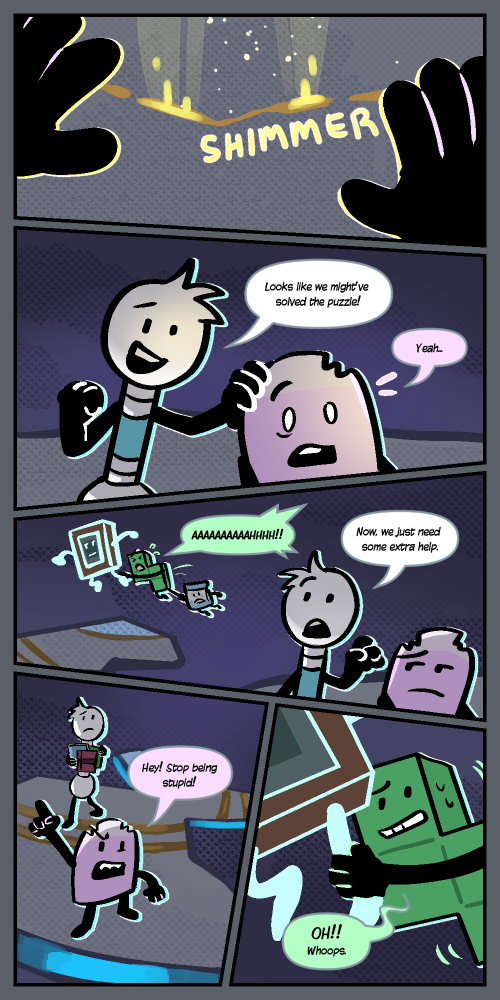 SHIMMER
Looks like we might've
solved the puzzle!
Yeah..
AAAAAAAAAAHHHH!!
Now, we just need
some extra help.
Hey! Stop being
stupid!
OH!!
Whoops.